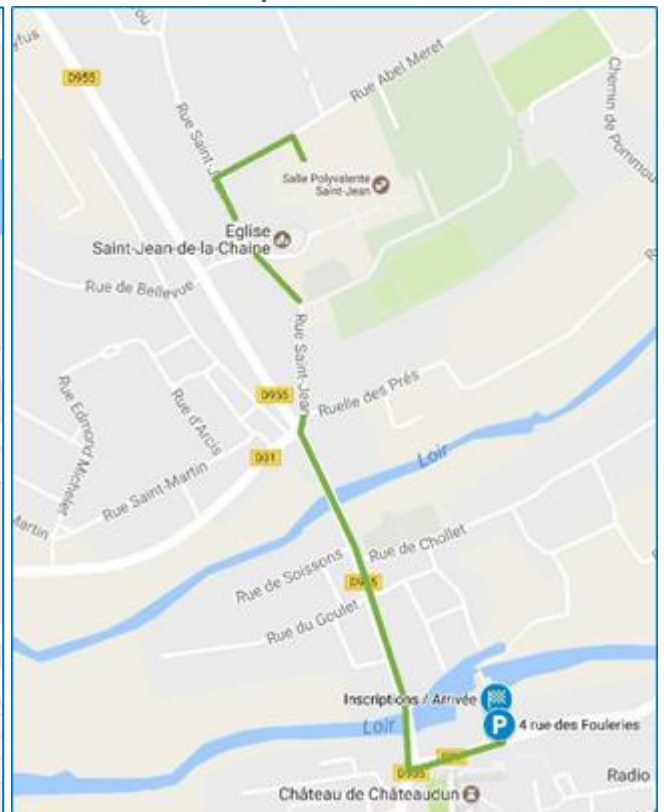 D955
Rue Abel Meret
Chemin de Pommou
Rue Saint-J
Salle Polyvalente
Saint-Jean
Eglise
Saint-Jean-de-la-Chaine
Rue de Bellevue
Rue Saint-Jean
D955
Ruelle des Prés
Rue Edmond Michelet
Rue d'Arcis
D31
Rue Saint-Martin
Martin
Loir
Rue de Chollet
Rue de Soissons
Rue du Goulet
Inscriptions / Arrivée
P
4 rue des Fouleries
Loir
D955
Radio
Château de Châteaudun